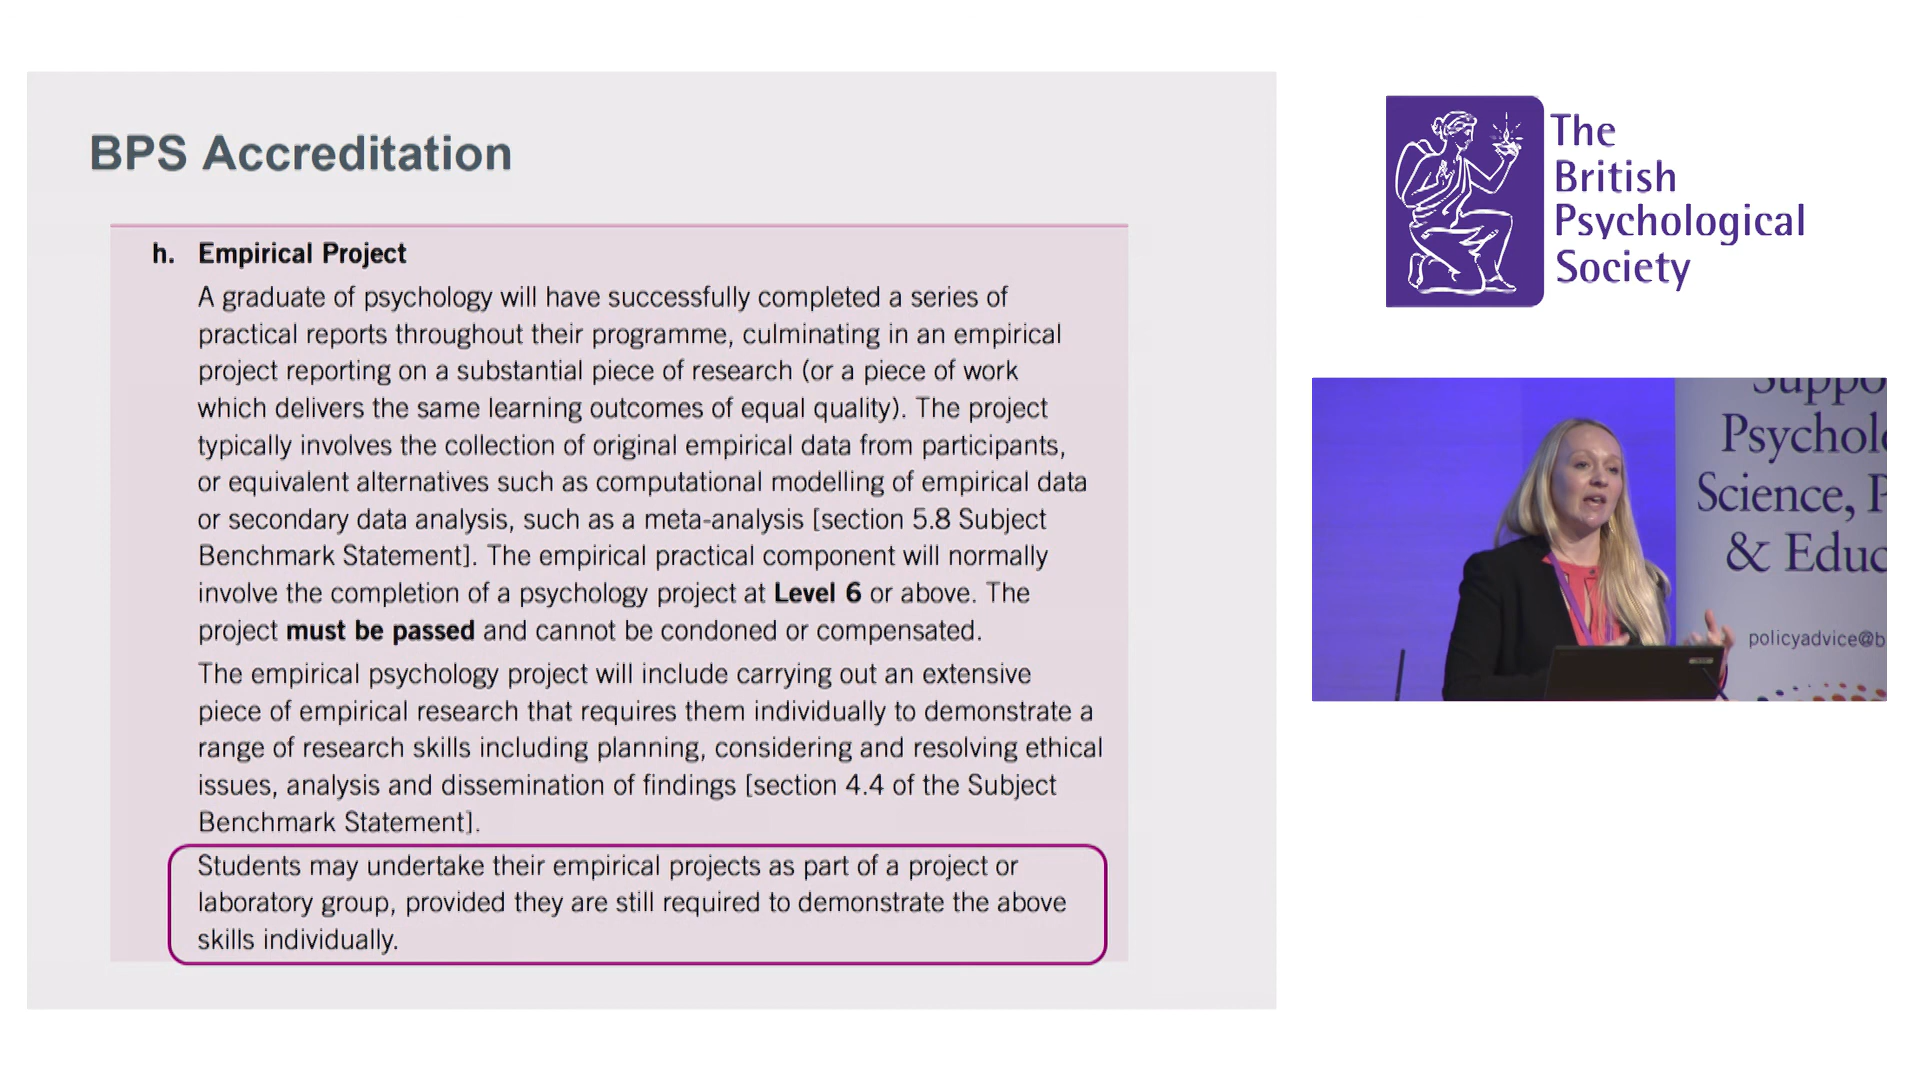 BPS Accreditation
h. Empirical Project
A graduate of psychology will have successfully completed a series of
practical reports throughout their programme, culminating in an empirical
project reporting on a substantial piece of research (or a piece of work
which delivers the same learning outcomes of equal quality). The project
typically involves the collection of original empirical data from participants,
or equivalent alternatives such as computational modelling of empirical data
or secondary data analysis, such as a meta-analysis [section 5.8 Subject
Benchmark Statement]. The empirical practical component will normally
involve the completion of a psychology project at Level 6 or above. The
project must be passed and cannot be condoned or compensated.
The empirical psychology project will include carrying out an extensive
piece of empirical research that requires them individually to demonstrate a
range of research skills including planning, considering and resolving ethical
issues, analysis and dissemination of findings [section 4.4 of the Subject
Benchmark Statement].
Students may undertake their empirical projects as part of a project or
laboratory group, provided they are still required to demonstrate the above
skills individually.
The
British
Psychological
Society
Suppo
Psychol
Science, P
& Educ
policyadvice@b